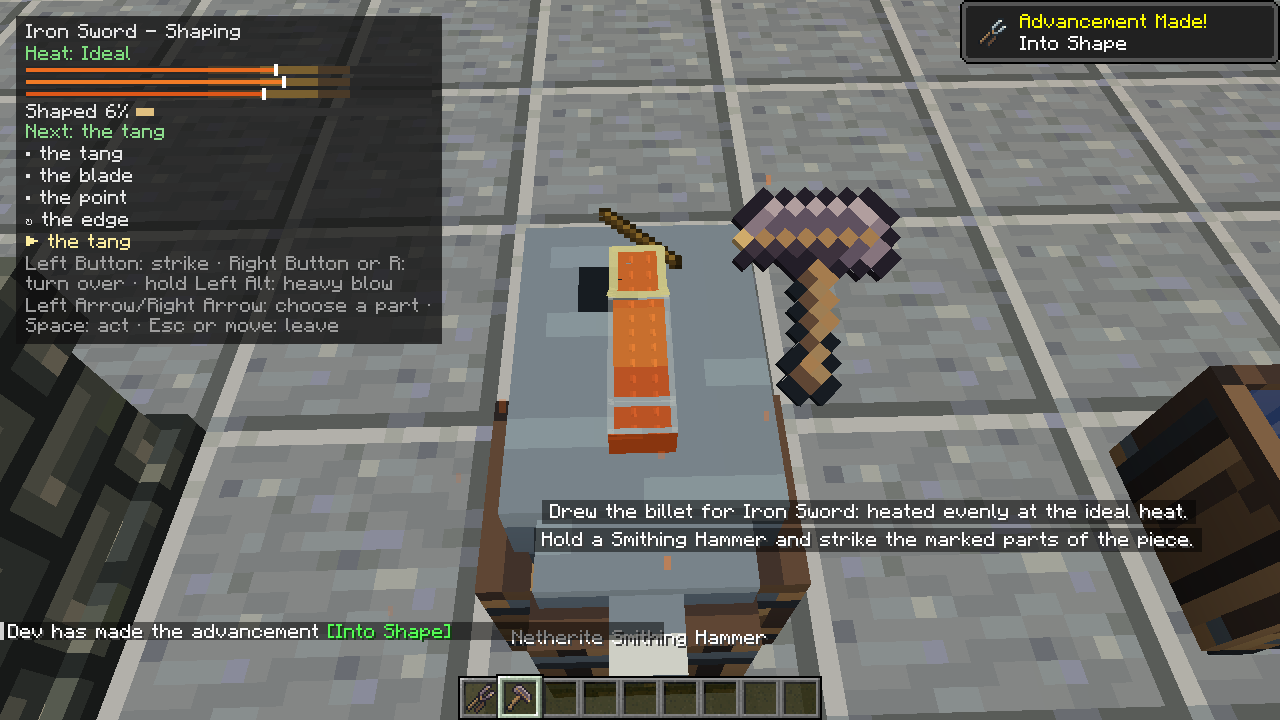 Iron Sword - Shaping
Heat: Ideal
Shaped 6%
Next: the tang
• the tang
• the blade
• the point
↻ the edge
► the tang
Left Button: strike · Right Button or R:
turn over · hold Left Alt: heavy blow
Left Arrow/Right Arrow: choose a part ·
Space: act · Esc or move: leave
Advancement Made!
Into Shape
Drew the billet for Iron Sword: heated evenly at the ideal heat.
Hold a Smithing Hammer and strike the marked parts of the piece.
Dev has made the advancement [Into Shape]
Netherite Smithing Hammer